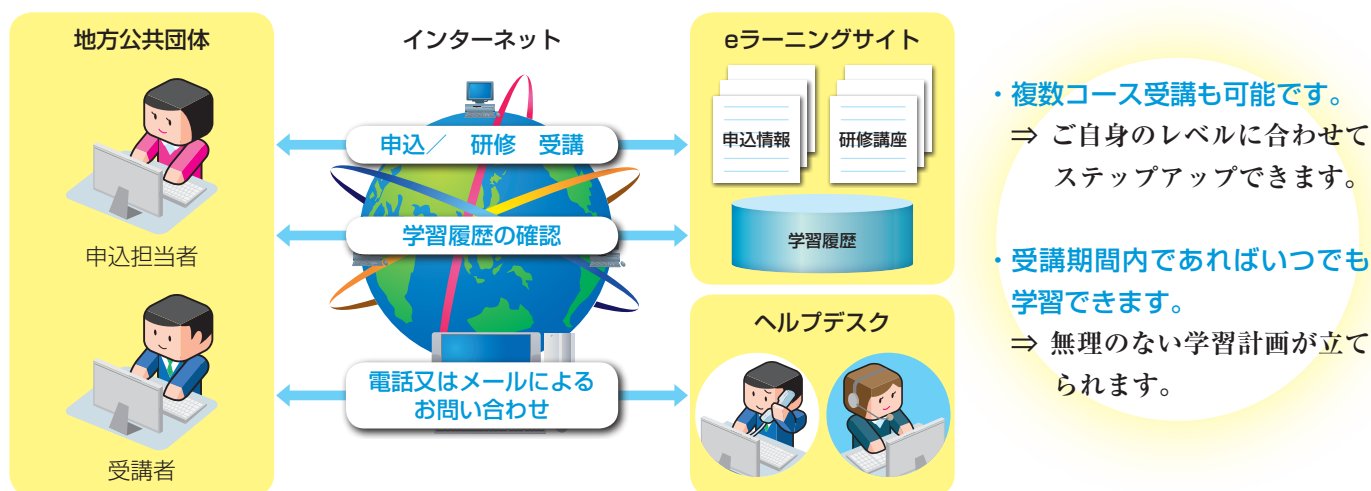 地方公共団体
申込担当者
受講者
インターネット
申込／　研修　受講
学習履歴の確認
電話又はメールによる
お問い合わせ
eラーニングサイト
申込情報
研修講座
学習履歴
ヘルプデスク
・複数コース受講も可能です。
⇒ ご自身のレベルに合わせて
ステップアップできます。
・受講期間内であればいつでも
学習できます。
⇒ 無理のない学習計画が立て
られます。